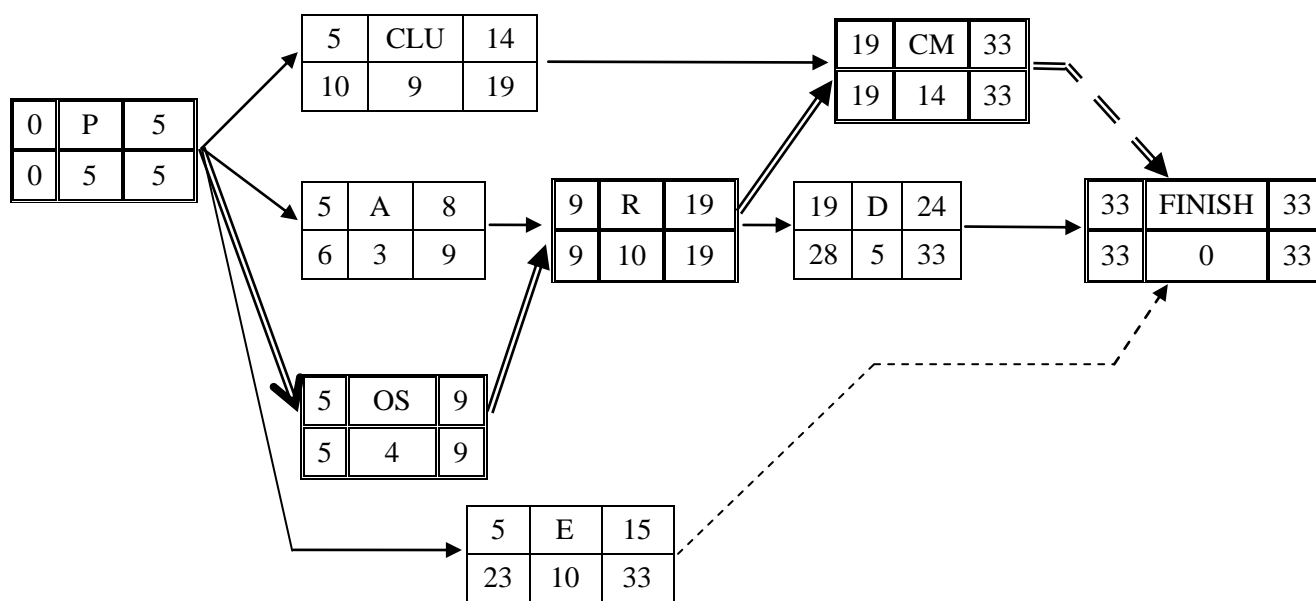 5 CLU 14
10 9 19
19 CM 33
19 14 33
0 P 5
0 5 5
5 A 8
6 3 9
9 R 19
9 10 19
19 D 24
28 5 33
33 FINISH 33
33 0 33
5 OS 9
5 4 9
5 E 15
23 10 33